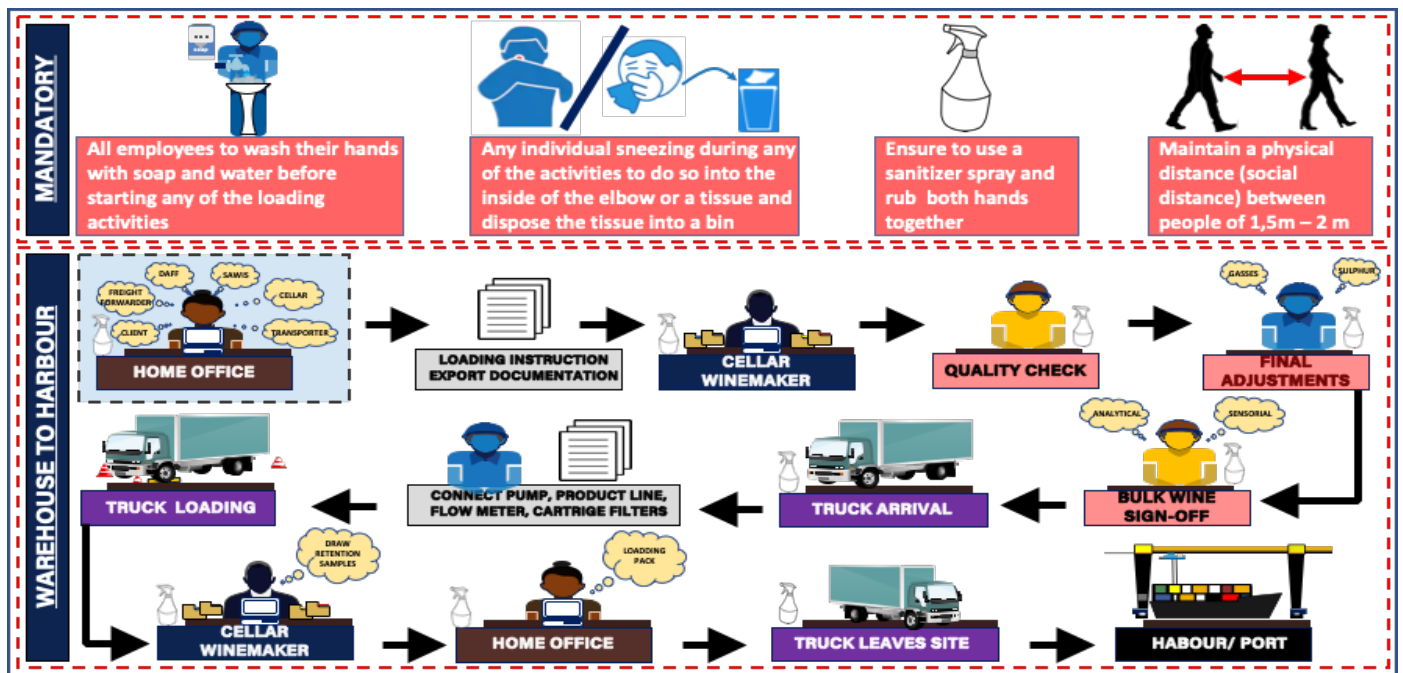 MANDATORY
soap
All employees to wash their hands
with soap and water before
starting any of the loading
activities
Any individual sneezing during any
of the activities to do so into the
inside of the elbow or a tissue and
dispose the tissue into a bin
Ensure to use a
sanitizer spray and
rub both hands
together
Maintain a physical
distance (social
distance) between
people of 1,5m – 2 m
WAREHOUSE TO HARBOUR
DAFF
SAWIS
FREIGHT
FORWARDER
CELLAR
CLIENT
TRANSPORTER
HOME OFFICE
LOADING INSTRUCTION
EXPORT DOCUMENTATION
CELLAR
WINEMAKER
QUALITY CHECK
GASSES
SULPHUR
FINAL
ADJUSTMENTS
TRUCK LOADING
CONNECT PUMP, PRODUCT LINE,
FLOW METER, CARTRIGE FILTERS
TRUCK ARRIVAL
ANALYTICAL
SENSORIAL
BULK WINE
SIGN-OFF
DRAW
RETENTION
SAMPLES
CELLAR
WINEMAKER
LOADDING
PACK
HOME OFFICE
TRUCK LEAVES SITE
HABOUR/ PORT